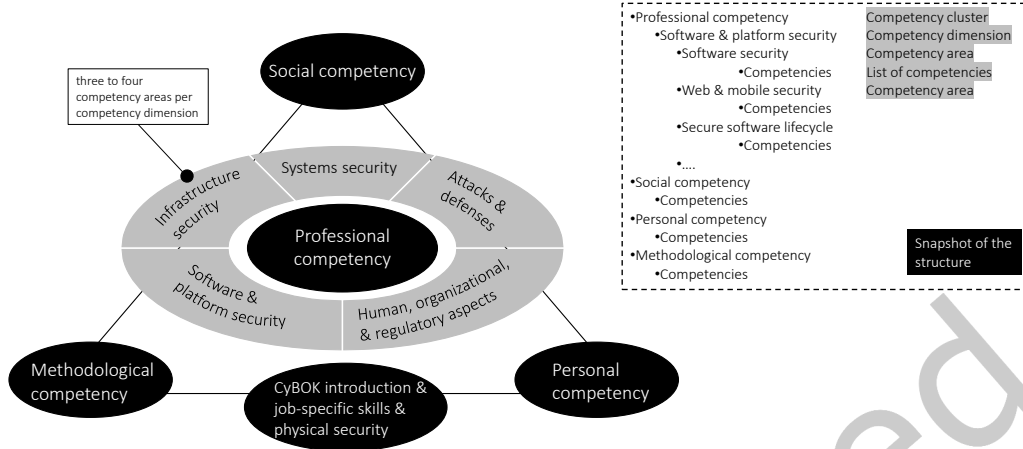 Social competency
three to four
competency areas per
competency dimension
Infrastructure
security
Systems security
Attacks &
defenses
Professional
competency
Software &
platform security
Human, organizational,
& regulatory aspects
Methodological
competency
CyBOK introduction &
job-specific skills &
physical security
Personal
competency
•Professional competency Competency cluster
•Software & platform security Competency dimension
•Software security Competency area
•Competencies List of competencies
•Web & mobile security Competency area
•Competencies
•Secure software lifecycle
•Competencies
•....
•Social competency
•Competencies
•Personal competency
•Competencies
•Methodological competency
•Competencies
Snapshot of the
structure
ed